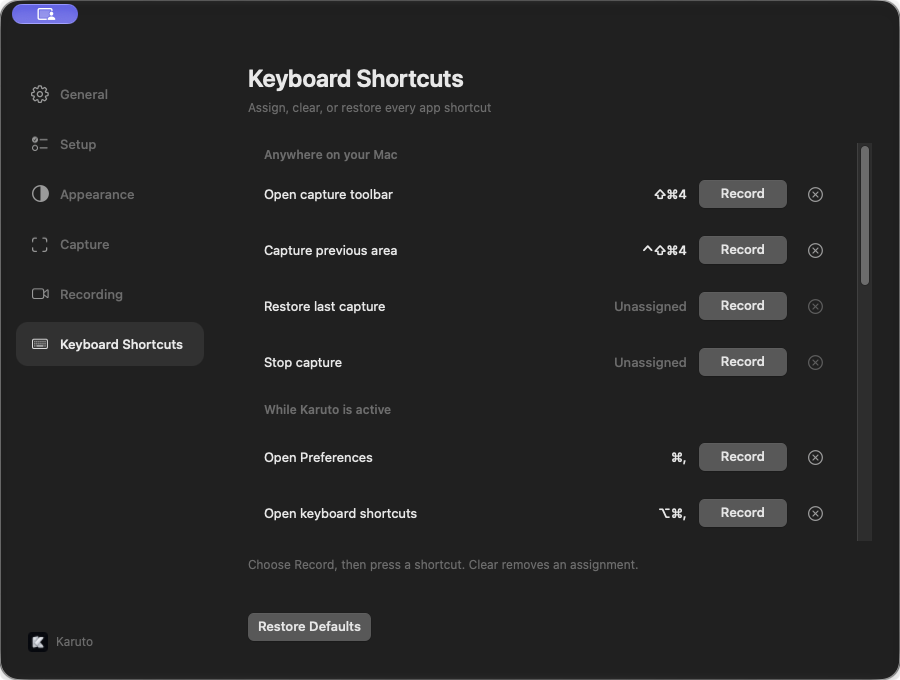 Keyboard Shortcuts
Assign, clear, or restore every app shortcut
General
Setup
Appearance
Capture
Recording
Keyboard Shortcuts
Anywhere on your Mac
Open capture toolbar ⇧⌘4 Record
Capture previous area ^⇧⌘4 Record
Restore last capture Unassigned Record
Stop capture Unassigned Record
While Karuto is active
Open Preferences ⌘, Record
Open keyboard shortcuts ⌥⌘, Record
Choose Record, then press a shortcut. Clear removes an assignment.
Restore Defaults
K Karuto